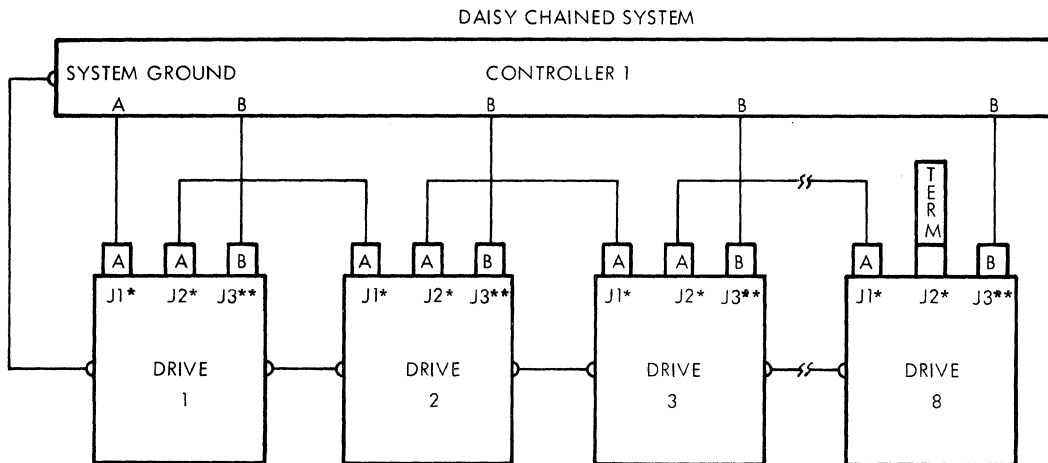 DAISY CHAINED SYSTEM
SYSTEM GROUND
CONTROLLER 1
A B B B B
TERM
A A B A A B A A B A B
J1* J2* J3** J1* J2* J3** J1* J2* J3** J1* J2* J3**
DRIVE DRIVE DRIVE DRIVE
1 2 3 8